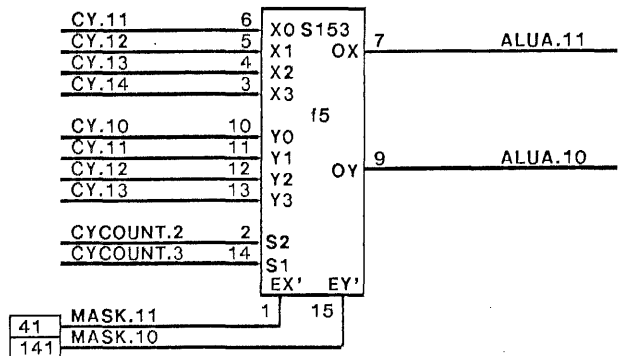 CY.11 6 X0 S153
CY.12 5 X1 OX 7 ALUA.11
CY.13 4 X2
CY.14 3 X3
f5
CY.10 10 Y0
CY.11 11 Y1
CY.12 12 Y2 OY 9 ALUA.10
CY.13 13 Y3
CYCOUNT.2 2 S2
CYCOUNT.3 14 S1
EX' EY'
41 MASK.11 1 15
141 MASK.10